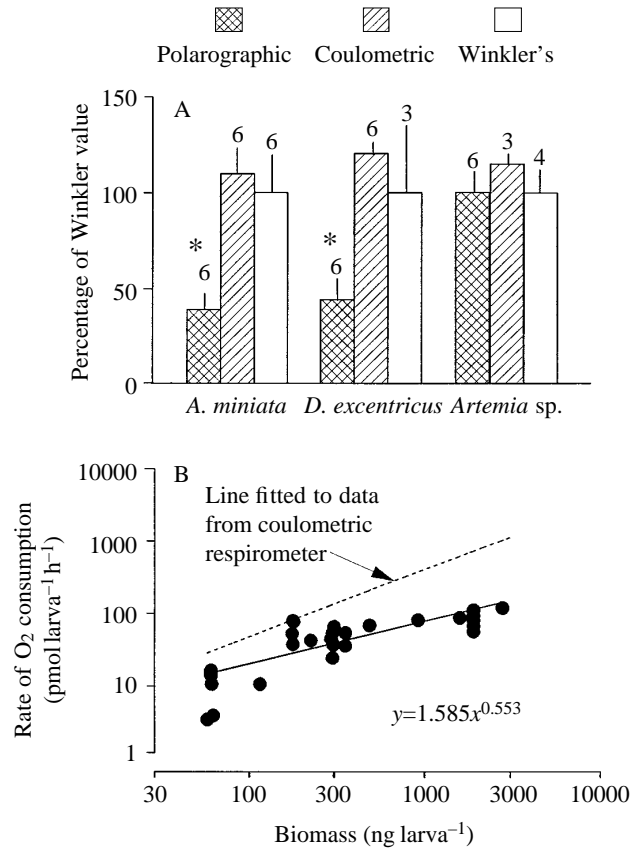 Polarographic Coulometric Winkler's
A
150
100
50
0
Percentage of Winkler value
* 6 6 6
* 6 6 3
6 3 4
A. miniata D. excentricus Artemia sp.
B
10000
1000
100
10
1
Rate of O₂ consumption
(pmol larva⁻¹ h⁻¹)
Line fitted to data
from coulometric
respirometer
y=1.585x⁰·⁵⁵³
30 100 300 1000 3000 10000
Biomass (ng larva⁻¹)